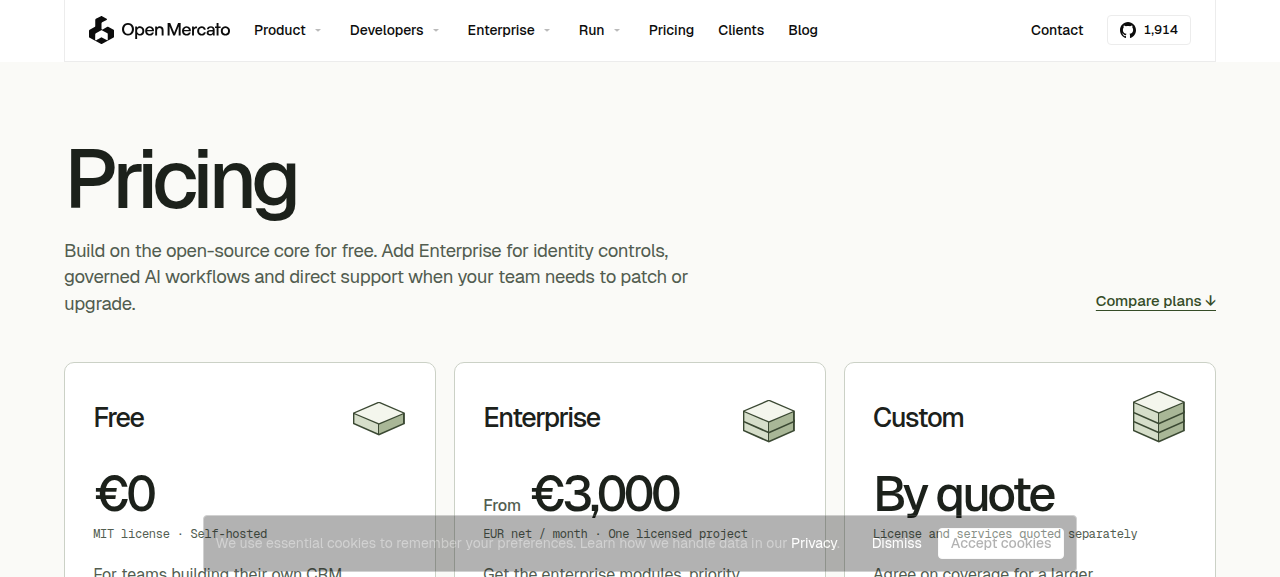 Open Mercato Product Developers Enterprise Run Pricing Clients Blog Contact 1,914
Pricing
Build on the open-source core for free. Add Enterprise for identity controls,
governed AI workflows and direct support when your team needs to patch or
upgrade.
Compare plans ↓
Free
€0
MIT license · Self-hosted
For teams building their own CRM
Enterprise
From €3,000
EUR net / month · One licensed project
Get the enterprise modules, priority
Custom
By quote
License and services quoted separately
Agree on coverage for a larger
We use essential cookies to remember your preferences. Learn how we handle data in our Privacy. Dismiss Accept cookies